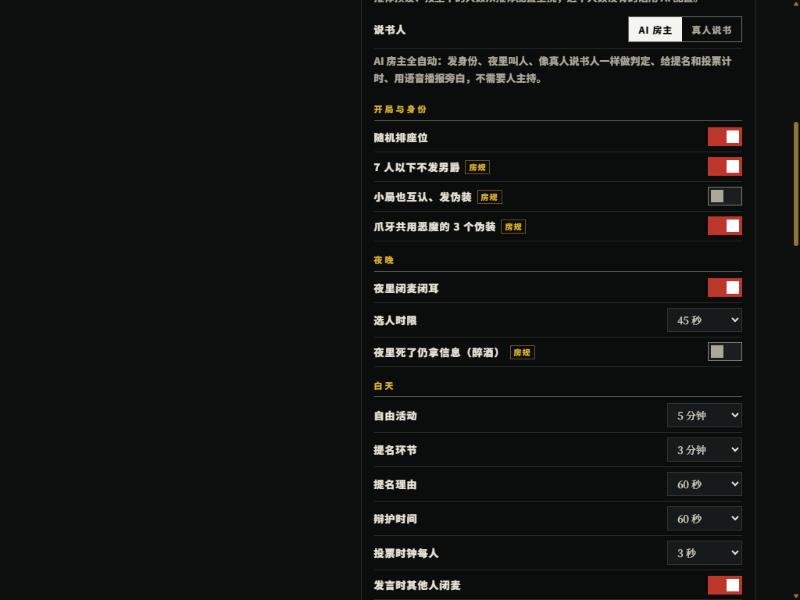 说书人
AI 房主 真人说书
AI 房主全自动：发身份、夜里叫人、像真人说书人一样做判定、给提名和投票计
时、用语音播报旁白，不需要人主持。
开局与身份
随机排座位
7 人以下不发男爵 房规
小局也互认、发伪装 房规
爪牙共用恶魔的 3 个伪装 房规
夜晚
夜里闭麦闭耳
选人时限 45 秒
夜里死了仍拿信息（醉酒） 房规
白天
自由活动 5 分钟
提名环节 3 分钟
提名理由 60 秒
辩护时间 60 秒
投票时钟每人 3 秒
发言时其他人闭麦